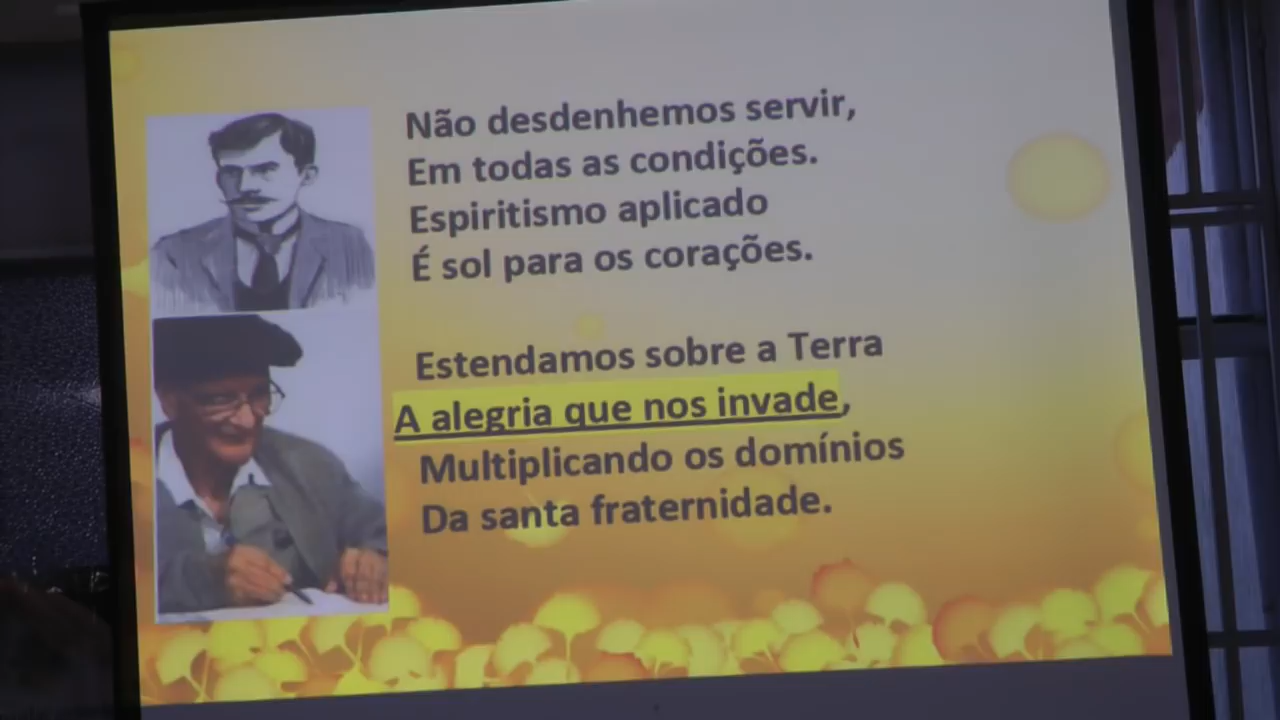 Não desdenhemos servir,
Em todas as condições.
Espiritismo aplicado
É sol para os corações.
Estendamos sobre a Terra
A alegria que nos invade,
Multiplicando os domínios
Da santa fraternidade.